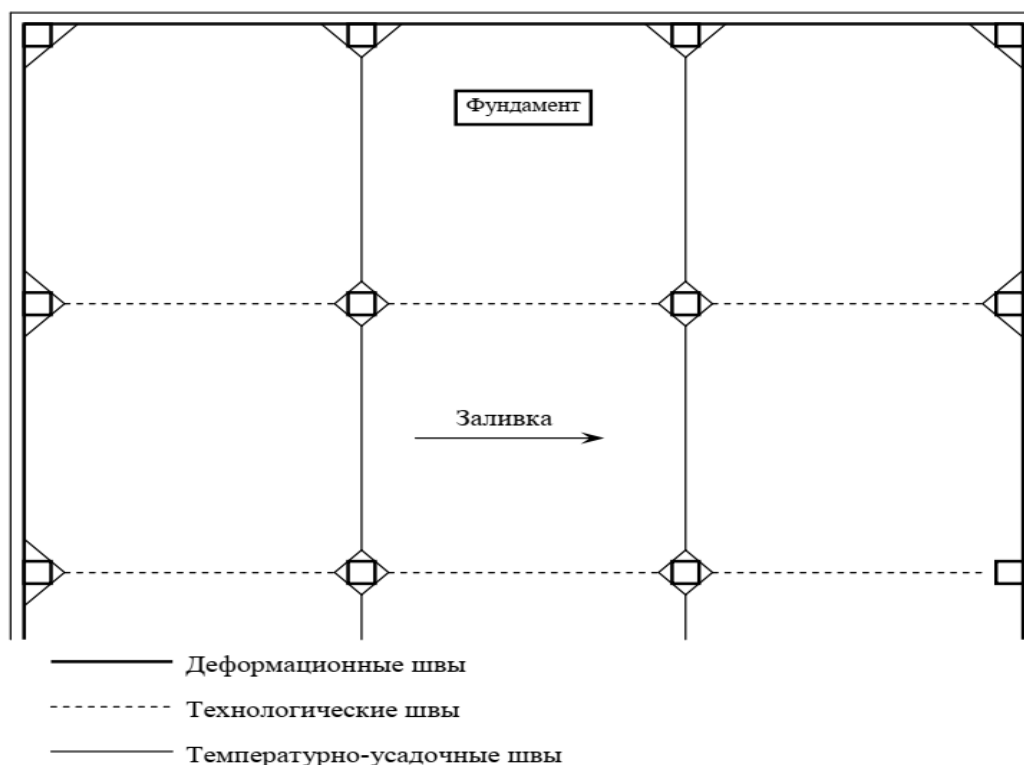 Фундамент
Заливка
Деформационные швы
Технологические швы
Температурно-усадочные швы